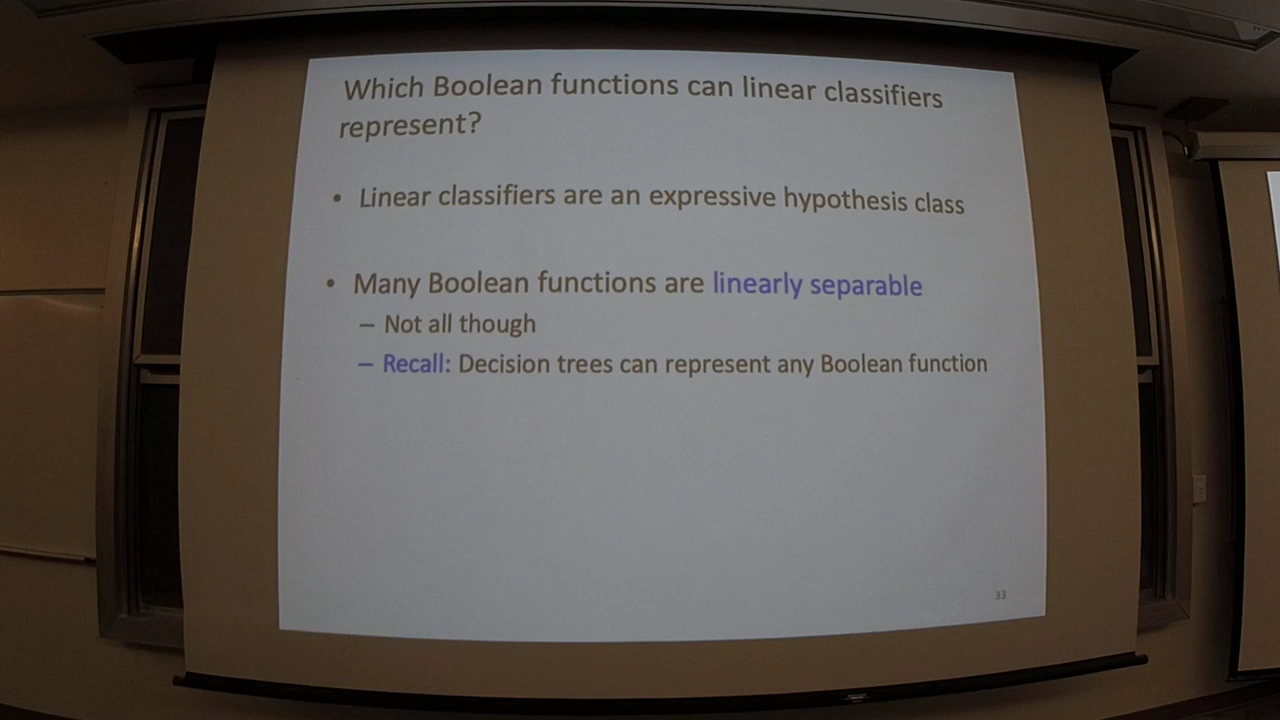 Which Boolean functions can linear classifiers
represent?
• Linear classifiers are an expressive hypothesis class
• Many Boolean functions are linearly separable
– Not all though
– Recall: Decision trees can represent any Boolean function
33